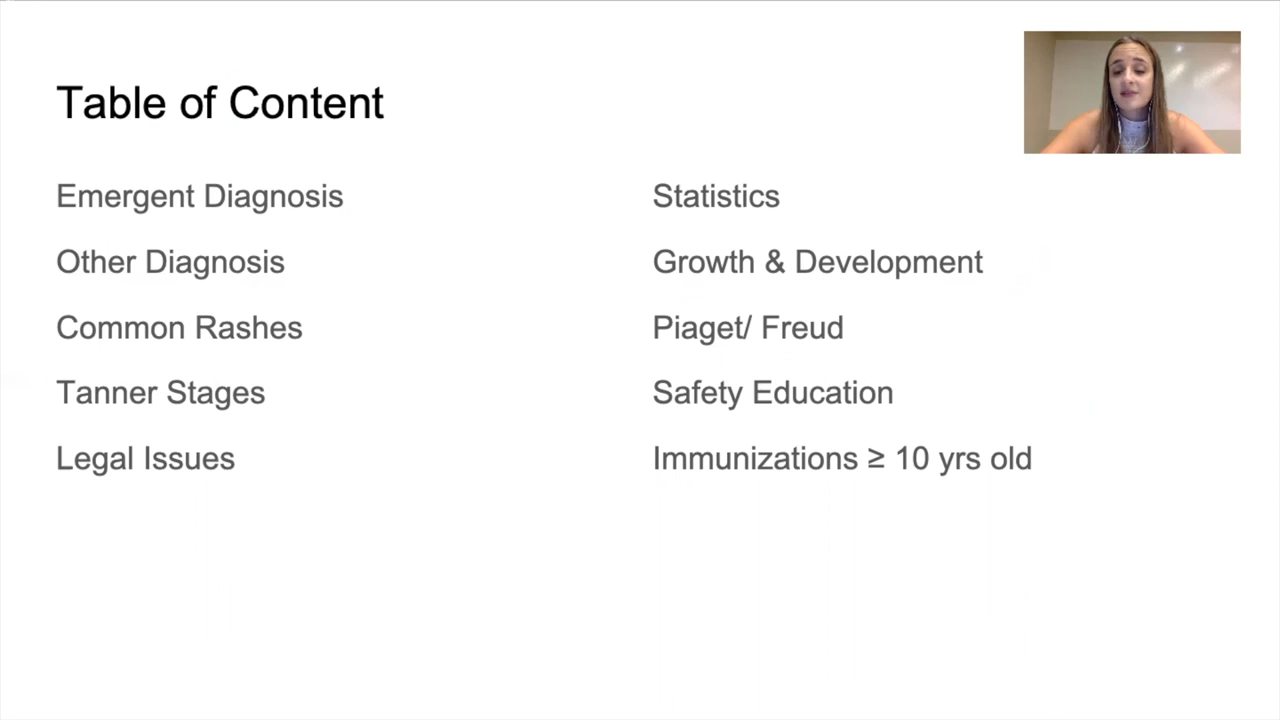 Table of Content
Emergent Diagnosis
Other Diagnosis
Common Rashes
Tanner Stages
Legal Issues
Statistics
Growth & Development
Piaget/ Freud
Safety Education
Immunizations ≥ 10 yrs old